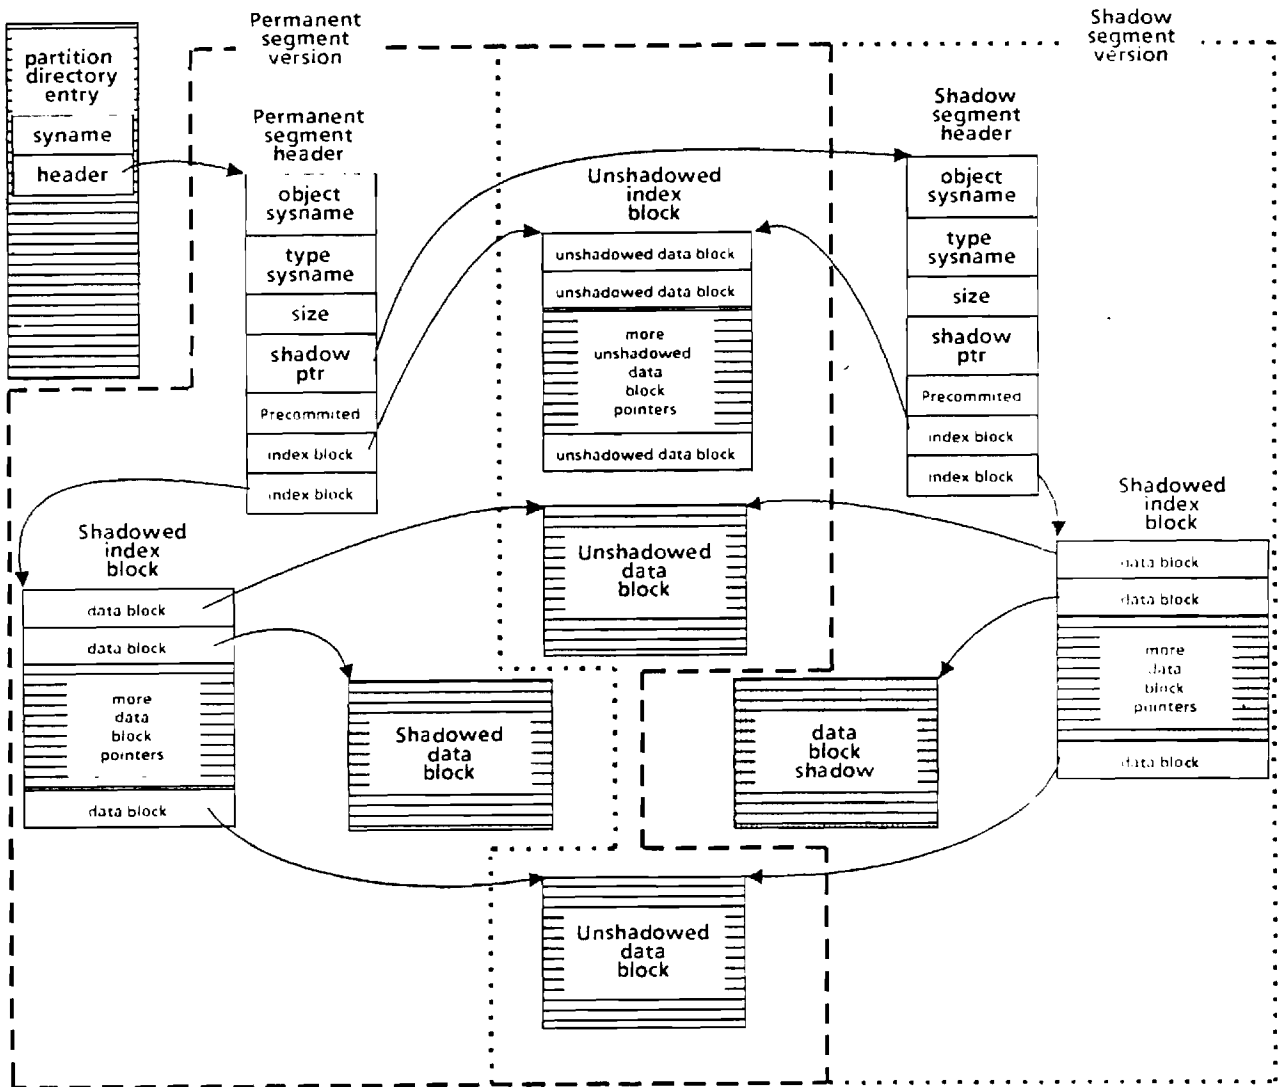 Permanent
segment
version
Shadow
segment
version
partition
directory
entry
syname
header
Permanent
segment
header
object
sysname
type
sysname
size
shadow
ptr
Precommited
index block
index block
Unshadowed
index
block
unshadowed data block
unshadowed data block
more
unshadowed
data
block
pointers
unshadowed data block
Shadow
segment
header
object
sysname
type
sysname
size
shadow
ptr
Precommited
index block
index block
Shadowed
index
block
data block
data block
more
data
block
pointers
data block
Unshadowed
data
block
Shadowed
index
block
data block
data block
more
data
block
pointers
data block
Shadowed
data
block
data
block
shadow
Unshadowed
data
block